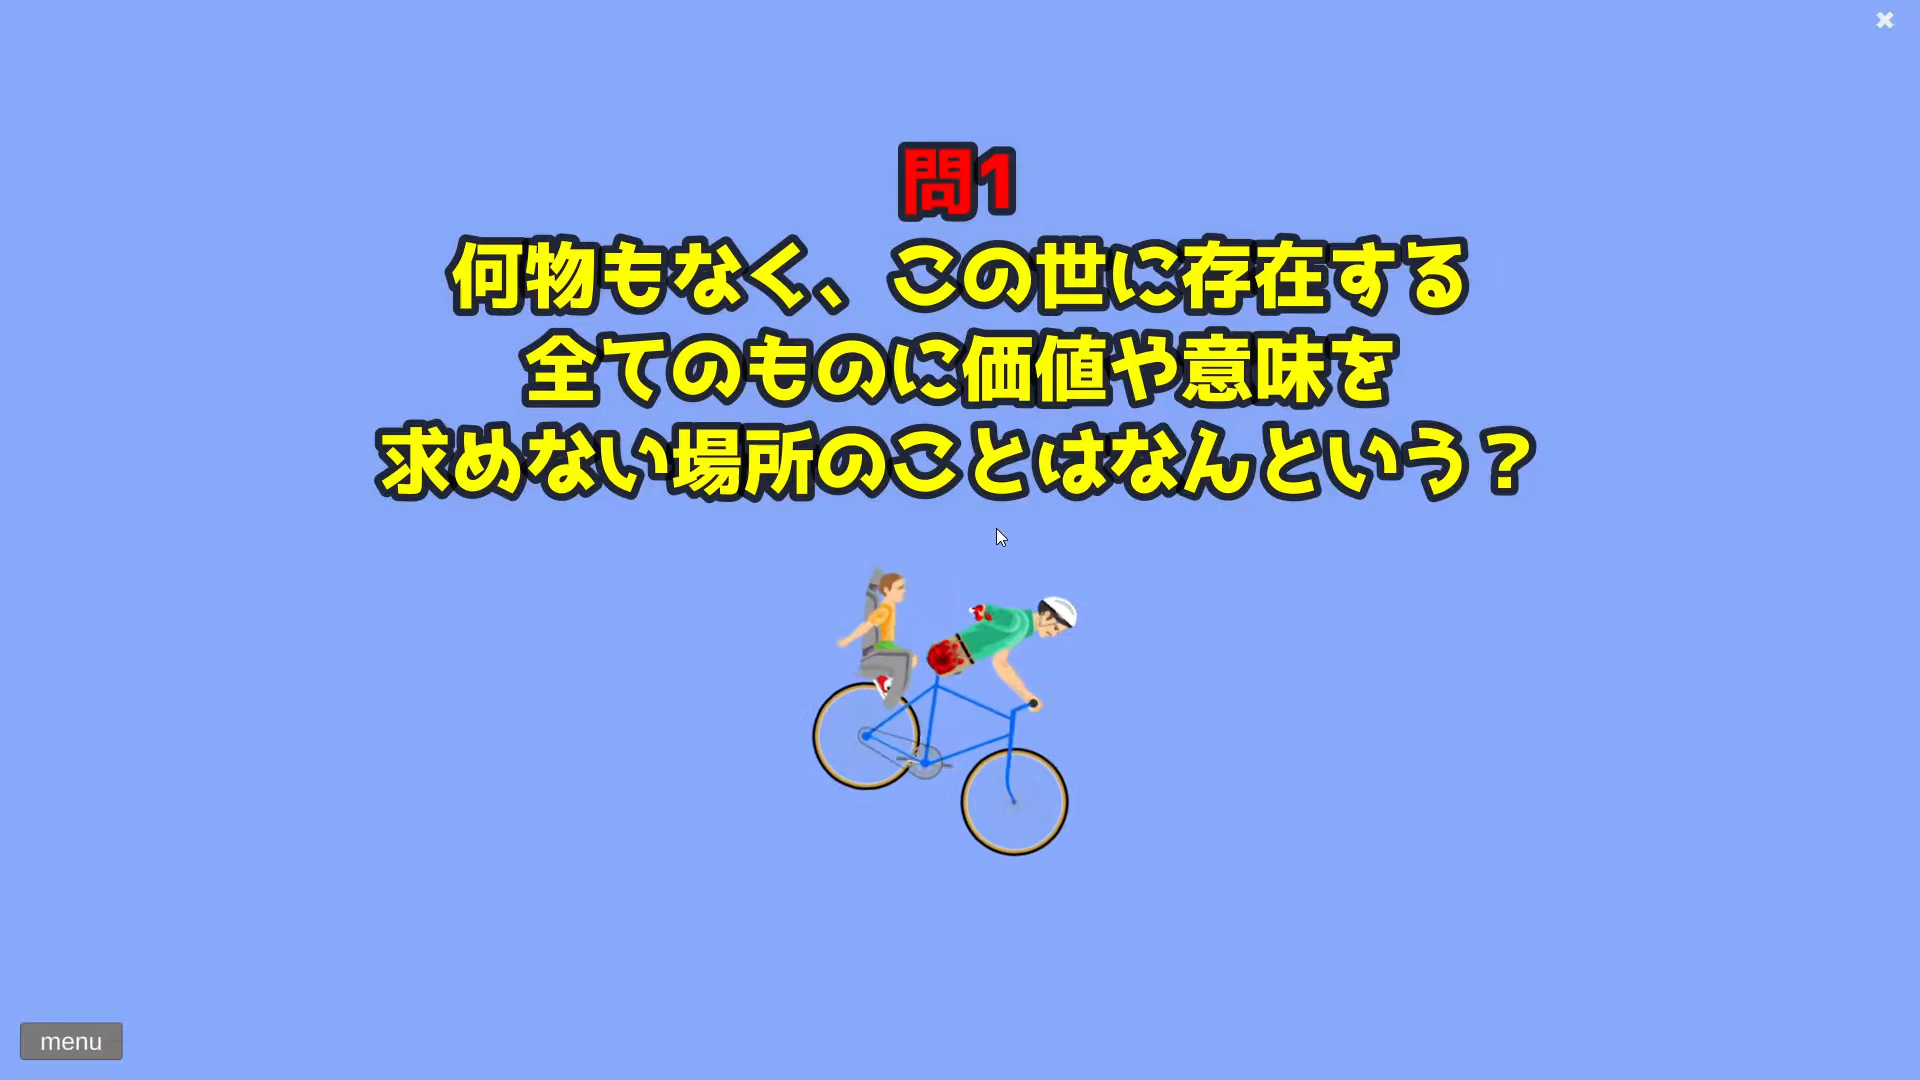 問1
何物もなく、この世に存在する
全てのものに価値や意味を
求めない場所のことはなんという？
menu